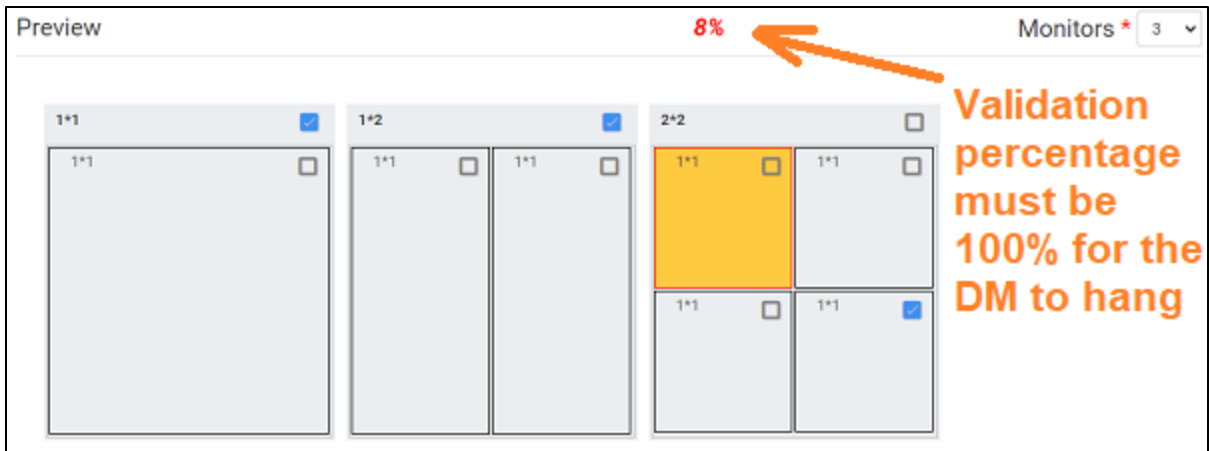 Preview 8% Monitors * 3
Validation
percentage
must be
100% for the
DM to hang
1*1 1*2 2*2
1*1 1*1 1*1 1*1 1*1
1*1 1*1